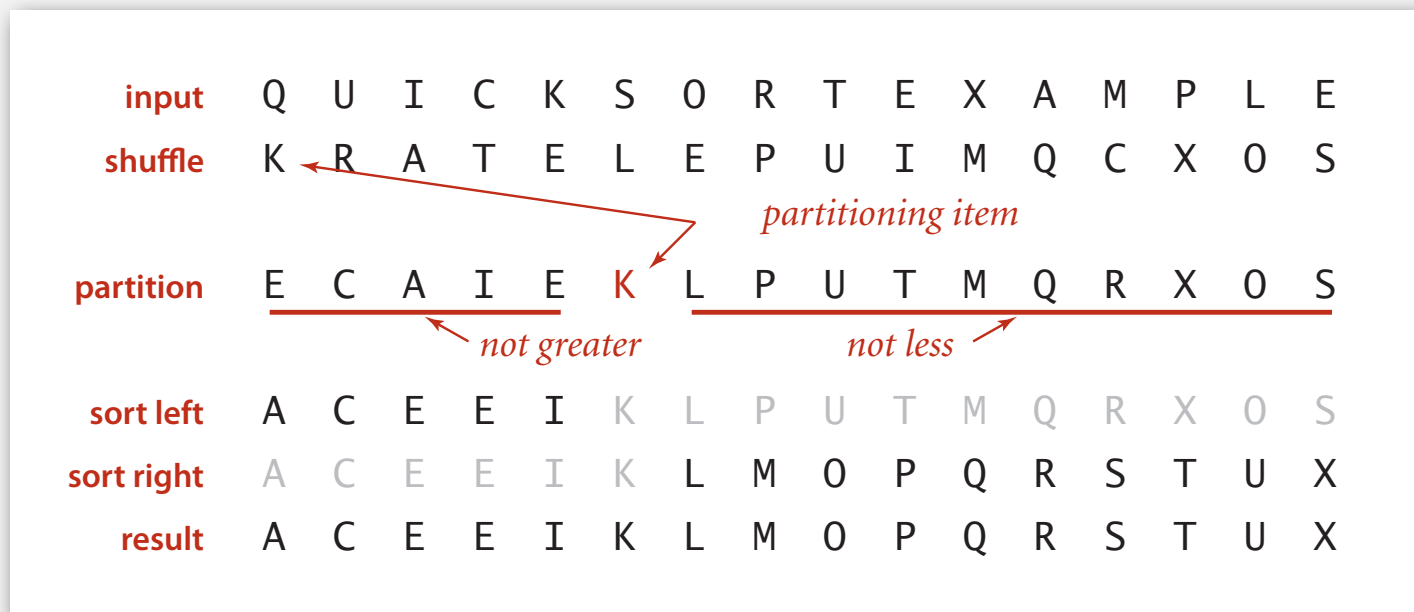 input Q U I C K S O R T E X A M P L E
shuffle K R A T E L E P U I M Q C X O S
partitioning item
partition E C A I E K L P U T M Q R X O S
not greater not less
sort left A C E E I K L P U T M Q R X O S
sort right A C E E I K L M O P Q R S T U X
result A C E E I K L M O P Q R S T U X